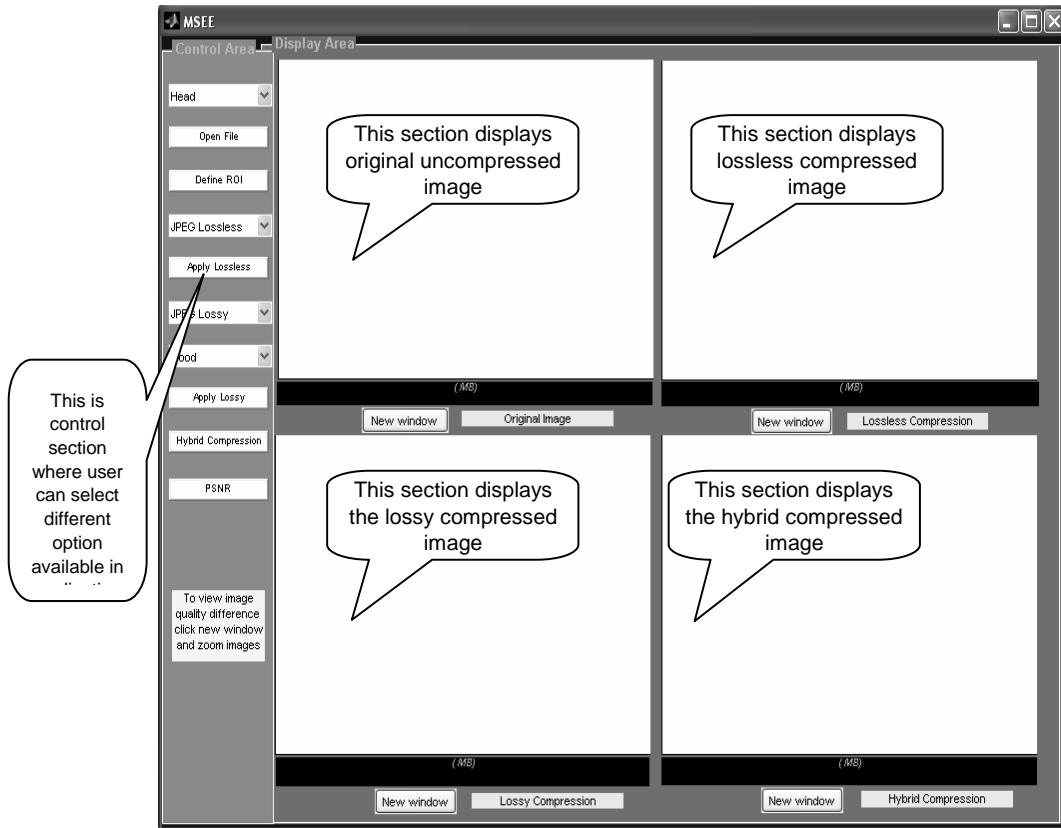 MSEE
Control Area
Display Area
Head
Open File
Define ROI
JPEG Lossless
Apply Lossless
JPEG Lossy
Apply Lossy
Hybrid Compression
PSNR
To view image
quality difference
click new window
and zoom images
This is
control
section
where user
can select
different
option
available in
This section displays
original uncompressed
image
(MB)
New window
Original Image
This section displays
lossless compressed
image
(MB)
New window
Lossless Compression
This section displays
the lossy compressed
image
(MB)
New window
Lossy Compression
This section displays
the hybrid compressed
image
(MB)
New window
Hybrid Compression